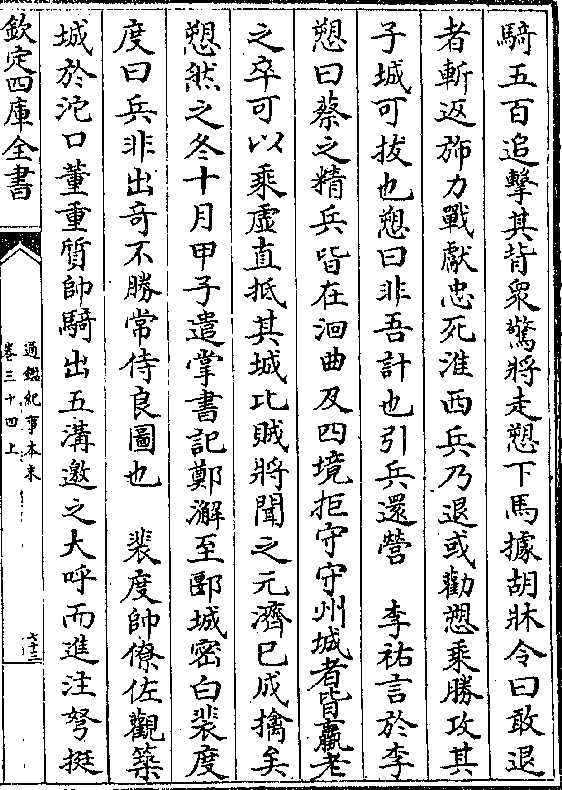 騎五百追擊其背衆驚將走愬下馬據胡牀令曰敢退
者斬返斾力戰獻忠死淮西兵乃退或勸愬乘勝攻其
子城可拔也愬曰非吾計也引兵還營　李祐言於李
愬曰蔡之精兵皆在洄曲及四境拒守守州城者皆羸老
之卒可以乘虛直抵其城比賊將聞之元濟已成擒矣
愬然之冬十月甲子遣掌書記鄭澥至郾城密白裴度
度曰兵非出奇不勝常侍良圖也　裴度帥僚佐觀築
城於沱口董重質帥騎出五溝邀之大呼而進注弩挺
欽定四庫全書
通鑑紀事本末
卷三十四上
七十三